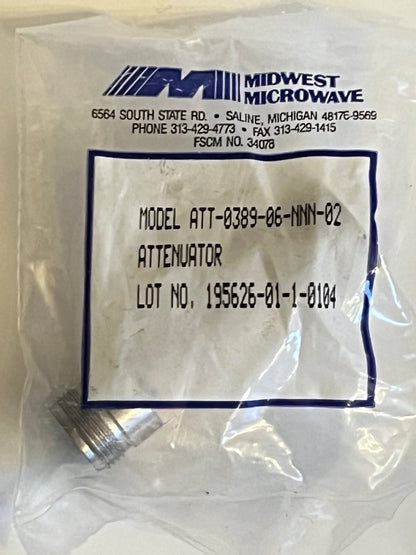 MIDWEST
MICROWAVE
6564 SOUTH STATE RD. • SALINE, MICHIGAN 48176-9569
PHONE 313-429-4773 • FAX 313-429-1415
FSCM NO. 34078
MODEL ATT-0389-06-NNN-02
ATTENUATOR
LOT NO. 195626-01-1-0104